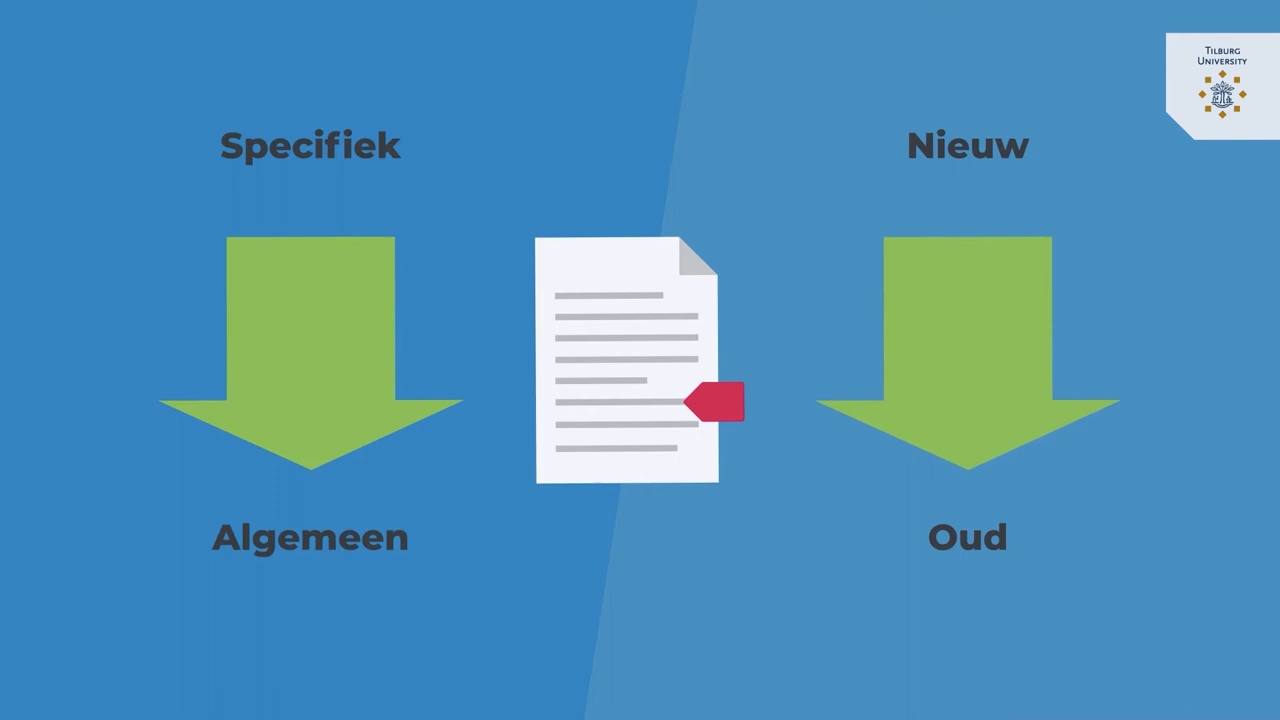 Specifiek
Nieuw
TILBURG
UNIVERSITY
Algemeen
Oud